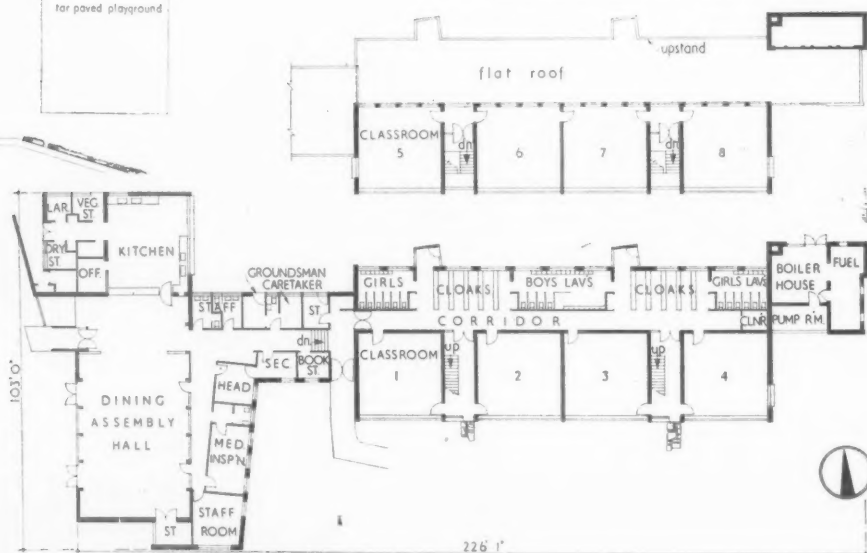 tar paved playground
upstand
flat roof
CLASSROOM
5
dn.
6
7
dn.
8
LAR.
VEG
ST.
KITCHEN
DRY
ST.
OFF.
GROUNDSMAN
CARETAKER
STAFF
ST.
GIRLS
CLOAKS
BOYS LAVS
CLOAKS
GIRLS LAVS
BOILER
HOUSE
FUEL
CORRIDOR
CLNR.
PUMP RM.
dn.
SEC.
BOOK
ST.
CLASSROOM
1
up
2
3
up
4
HEAD
DINING
ASSEMBLY
HALL
MED
INSP'N.
STAFF
ROOM
ST
103' 0"
226' 1"